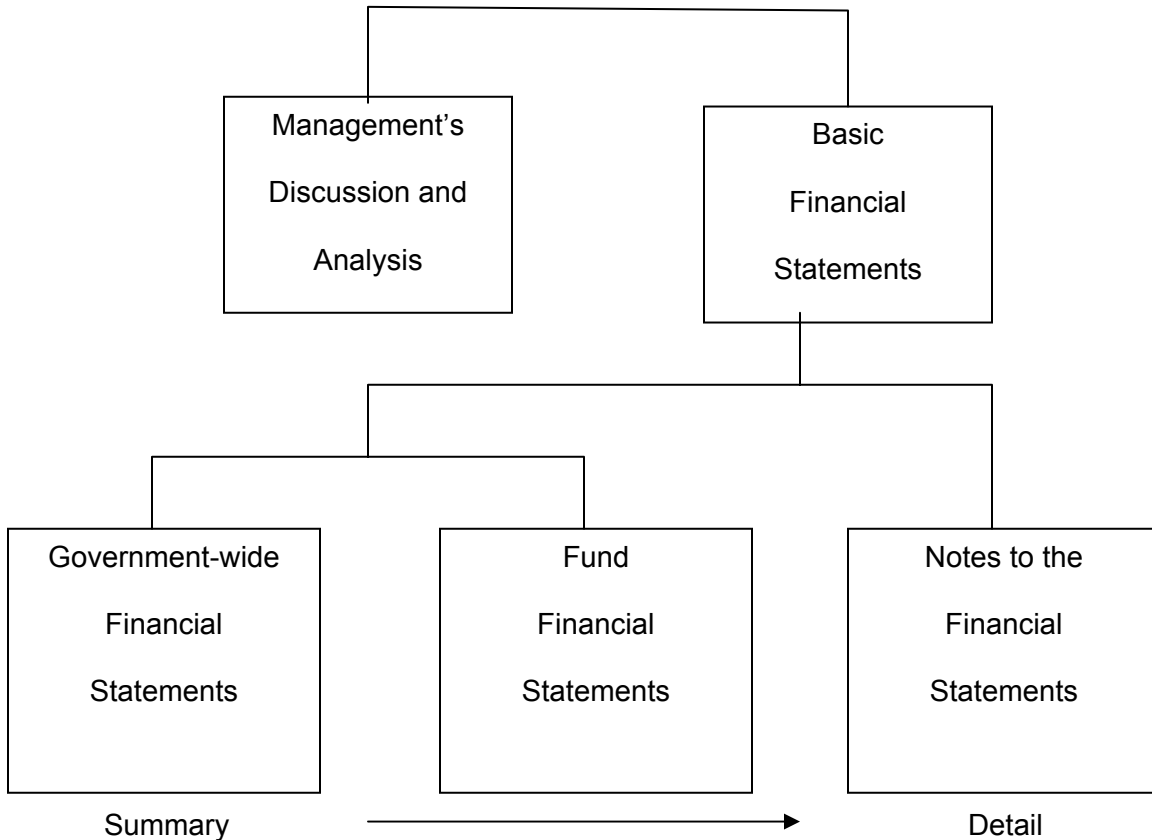 Management’s
Discussion and
Analysis
Basic
Financial
Statements
Government-wide
Financial
Statements
Fund
Financial
Statements
Notes to the
Financial
Statements
Summary
Detail